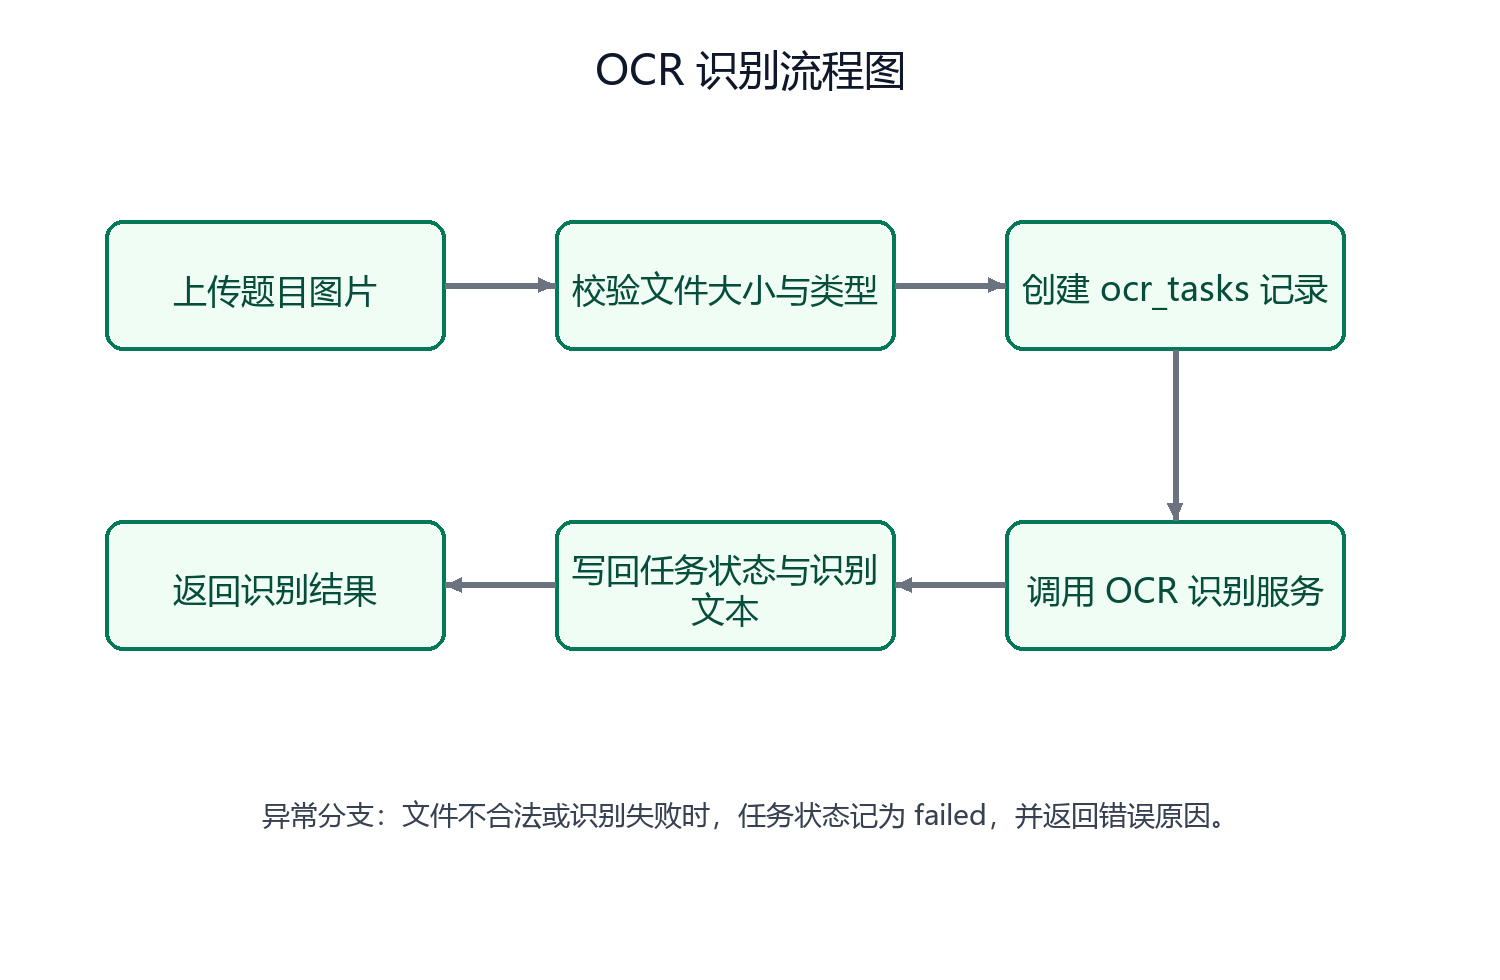 OCR 识别流程图
上传题目图片
校验文件大小与类型
创建 ocr_tasks 记录
调用 OCR 识别服务
写回任务状态与识别
文本
返回识别结果
异常分支：文件不合法或识别失败时，任务状态记为 failed，并返回错误原因。